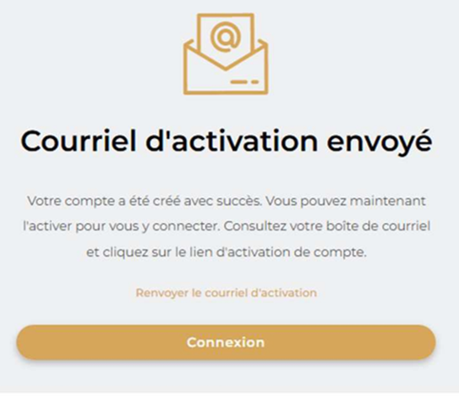 Courriel d'activation envoyé
Votre compte a été créé avec succès. Vous pouvez maintenant
l'activer pour vous y connecter. Consultez votre boîte de courriel
et cliquez sur le lien d'activation de compte.
Renvoyer le courriel d'activation
Connexion